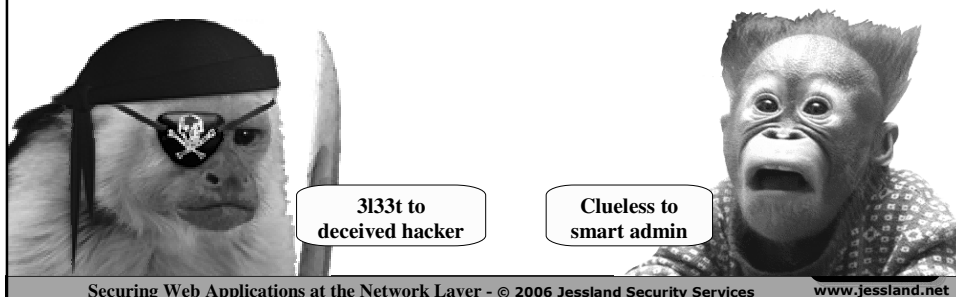 3l33t to
deceived hacker
Clueless to
smart admin
Securing Web Applications at the Network Layer - © 2006 Jessland Security Services
www.jessland.net